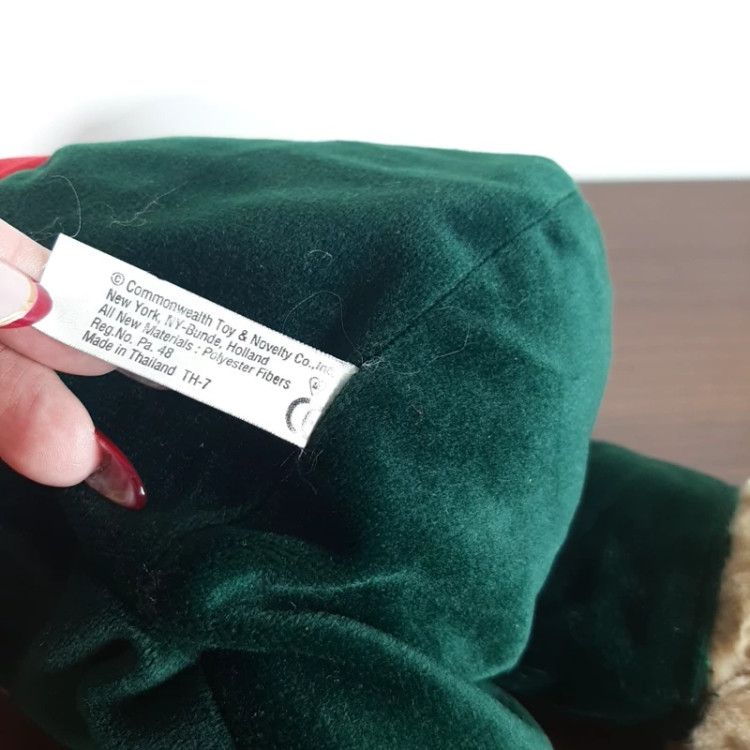 © Commonwealth Toy & Novelty Co.,Inc.
New York, NY-Bunde, Holland
All New Materials : Polyester Fibers
Reg.No. Pa. 48
Made in Thailand TH-7